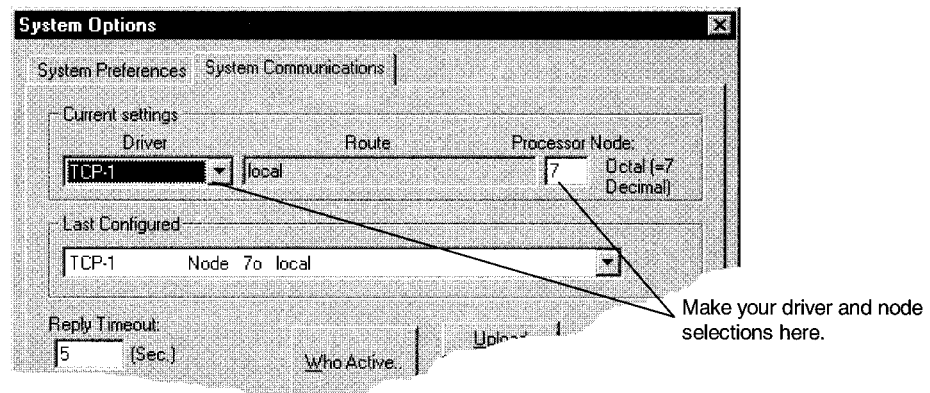 System Options
System Preferences System Communications
Current settings
Driver Route Processor Node:
TCP-1 local 7 Octal (=7
Decimal)
Last Configured
TCP-1 Node 7o local
Make your driver and node
selections here.
Reply Timeout:
5 (Sec.)
Who Active..